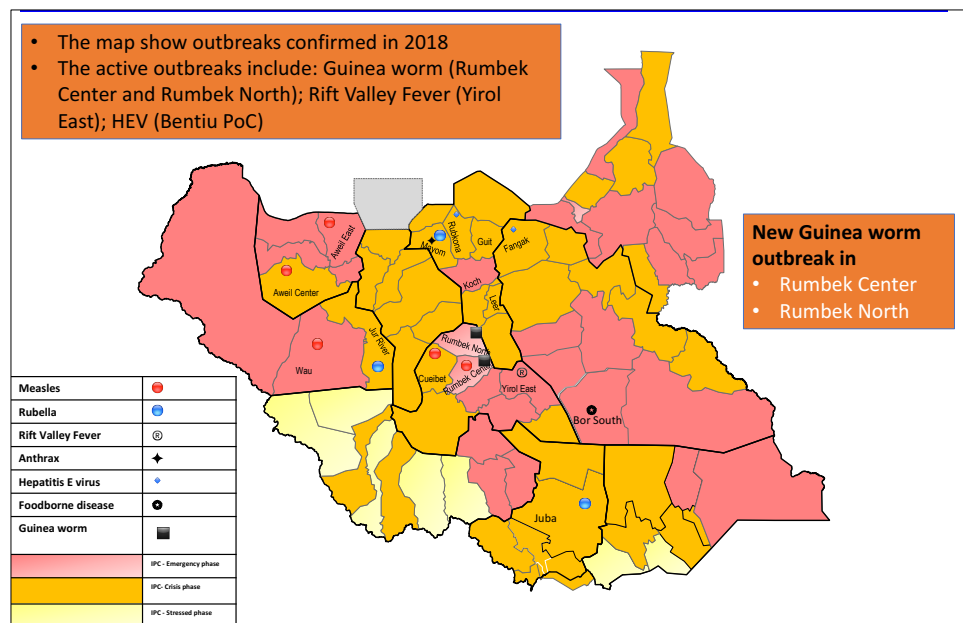 • The map show outbreaks confirmed in 2018
• The active outbreaks include: Guinea worm (Rumbek
Center and Rumbek North); Rift Valley Fever (Yirol
East); HEV (Bentiu PoC)
New Guinea worm
outbreak in
• Rumbek Center
• Rumbek North
Aweil East
Aweil Center
Wau
Jur River
Mayom
Rubkona
Guit
Fangak
Koch
Leer
Rumbek North
Rumbek Center
Cueibet
Yirol East
Bor South
Juba
Measles
Rubella
Rift Valley Fever
®
Anthrax
Hepatitis E virus
Foodborne disease
Guinea worm
IPC - Emergency phase
IPC- Crisis phase
IPC - Stressed phase